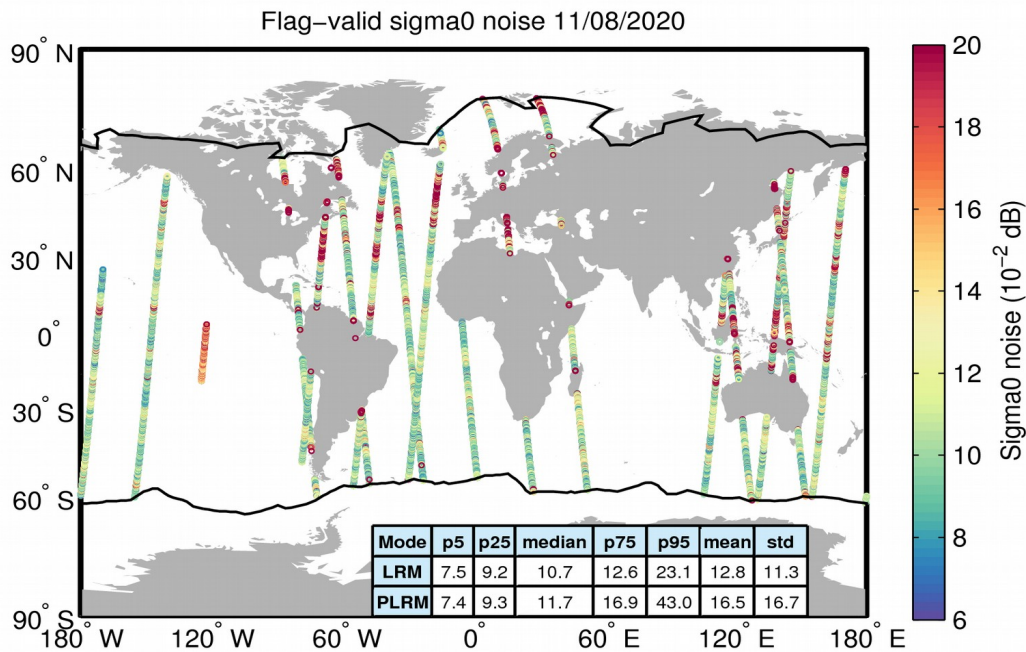 Flag−valid sigma0 noise 11/08/2020
90° N
60° N
30° N
0°
30° S
60° S
90° S
180° W 120° W 60° W 0° 60° E 120° E 180° E
Mode p5 p25 median p75 p95 mean std
LRM 7.5 9.2 10.7 12.6 23.1 12.8 11.3
PLRM 7.4 9.3 11.7 16.9 43.0 16.5 16.7
20
18
16
14
12
10
8
6
Sigma0 noise (10⁻² dB)